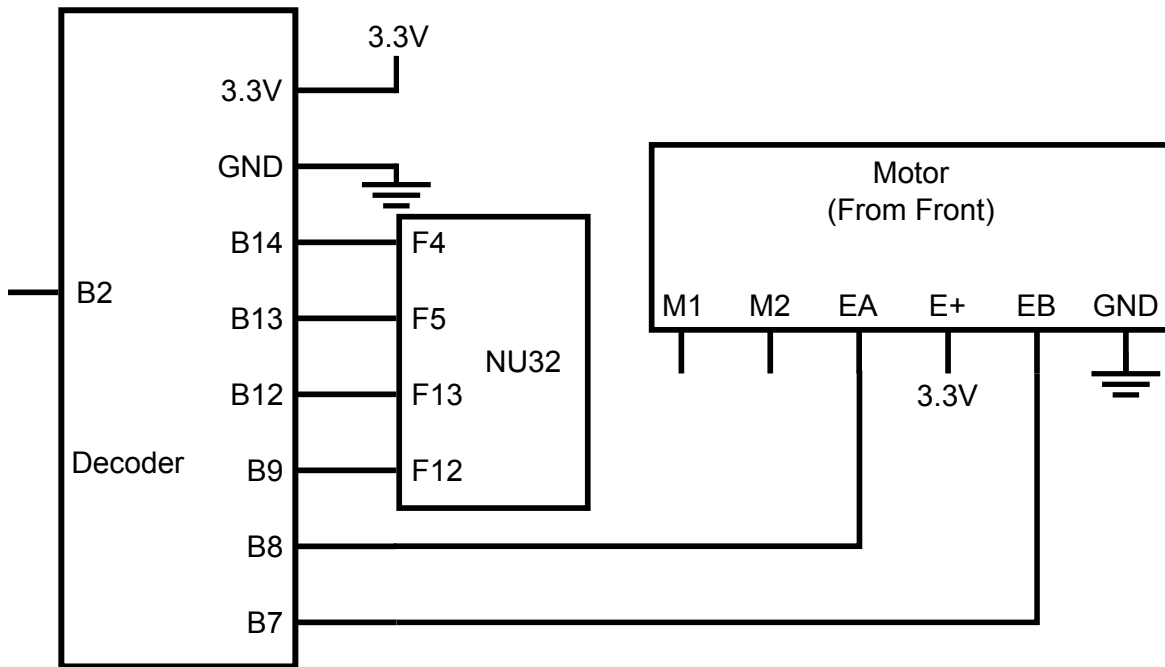 3.3V
3.3V
GND
Motor
(From Front)
B14
F4
B2
M1 M2 EA E+ EB GND
B13
F5
NU32
B12
F13
3.3V
Decoder
B9
F12
B8
B7